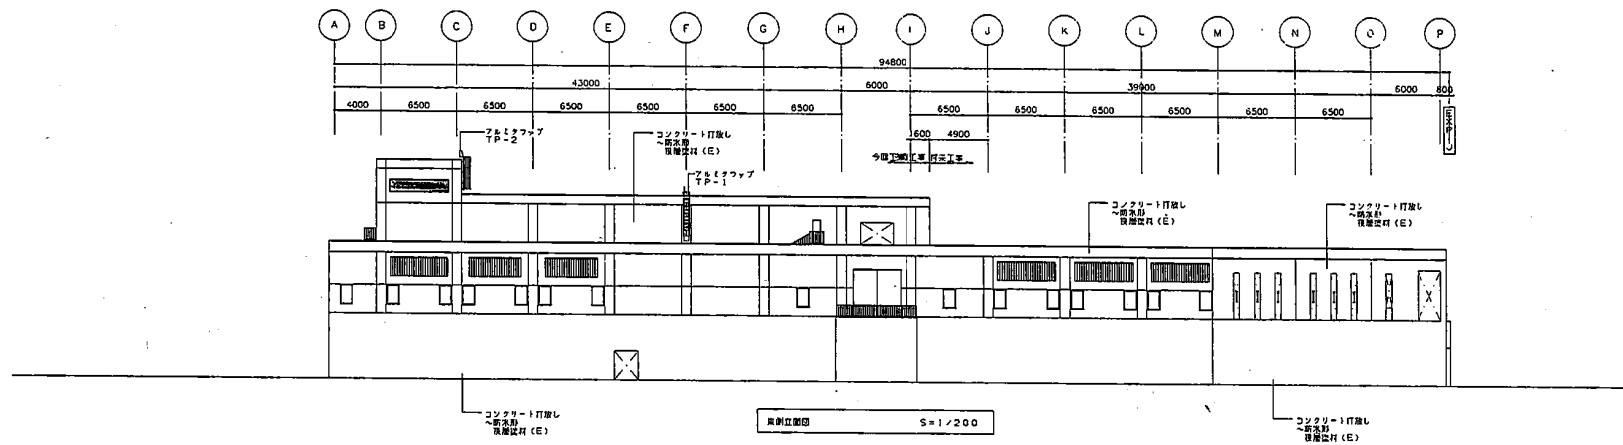 A B C D E F G H I J K L M N O P
94800
43000 6000 39000 6000 800
4000 6500 6500 6500 6500 6500 6500 6500 6500 6500 6500 6500 6500
EXP.J
600 4900
アルミタラップ
TP-2
コンクリート打放し
~防水形
複層塗材(E)
アルミタラップ
TP-1
コンクリート打放し
~防水形
複層塗材(E)
コンクリート打放し
~防水形
複層塗材(E)
コンクリート打放し
~防水形
複層塗材(E)
東側立面図 S=1/200
コンクリート打放し
~防水形
複層塗材(E)